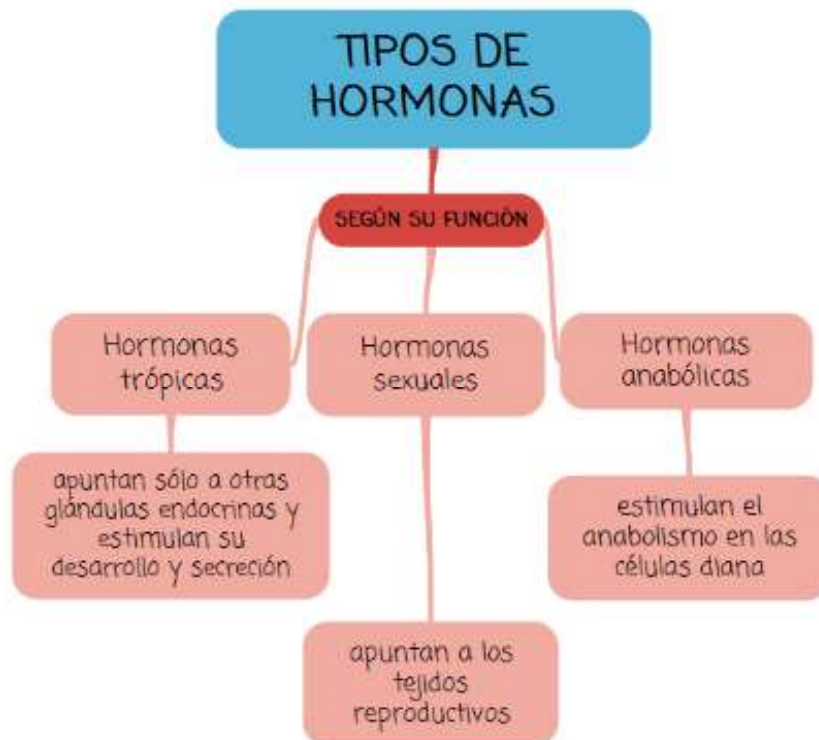 TIPOS DE
HORMONAS
SEGÚN SU FUNCIÓN
Hormonas
trópicas
Hormonas
sexuales
Hormonas
anabólicas
apuntan sólo a otras
glándulas endocrinas y
estimulan su
desarrollo y secreción
estimulan el
anabolismo en las
células diana
apuntan a los
tejidos
reproductivos